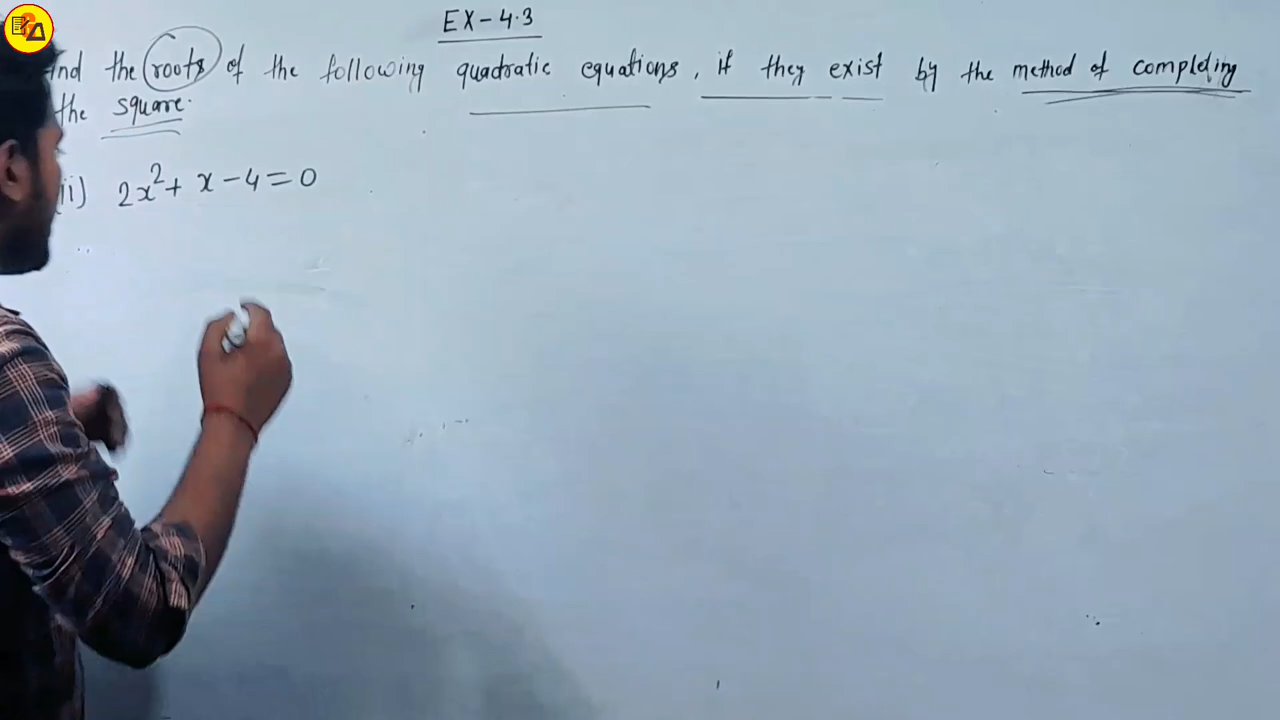 EX-4.3
ind the roots of the following quadratic equations, if they exist by the method of completing
the square.
ii) 2x²+ x-4=0